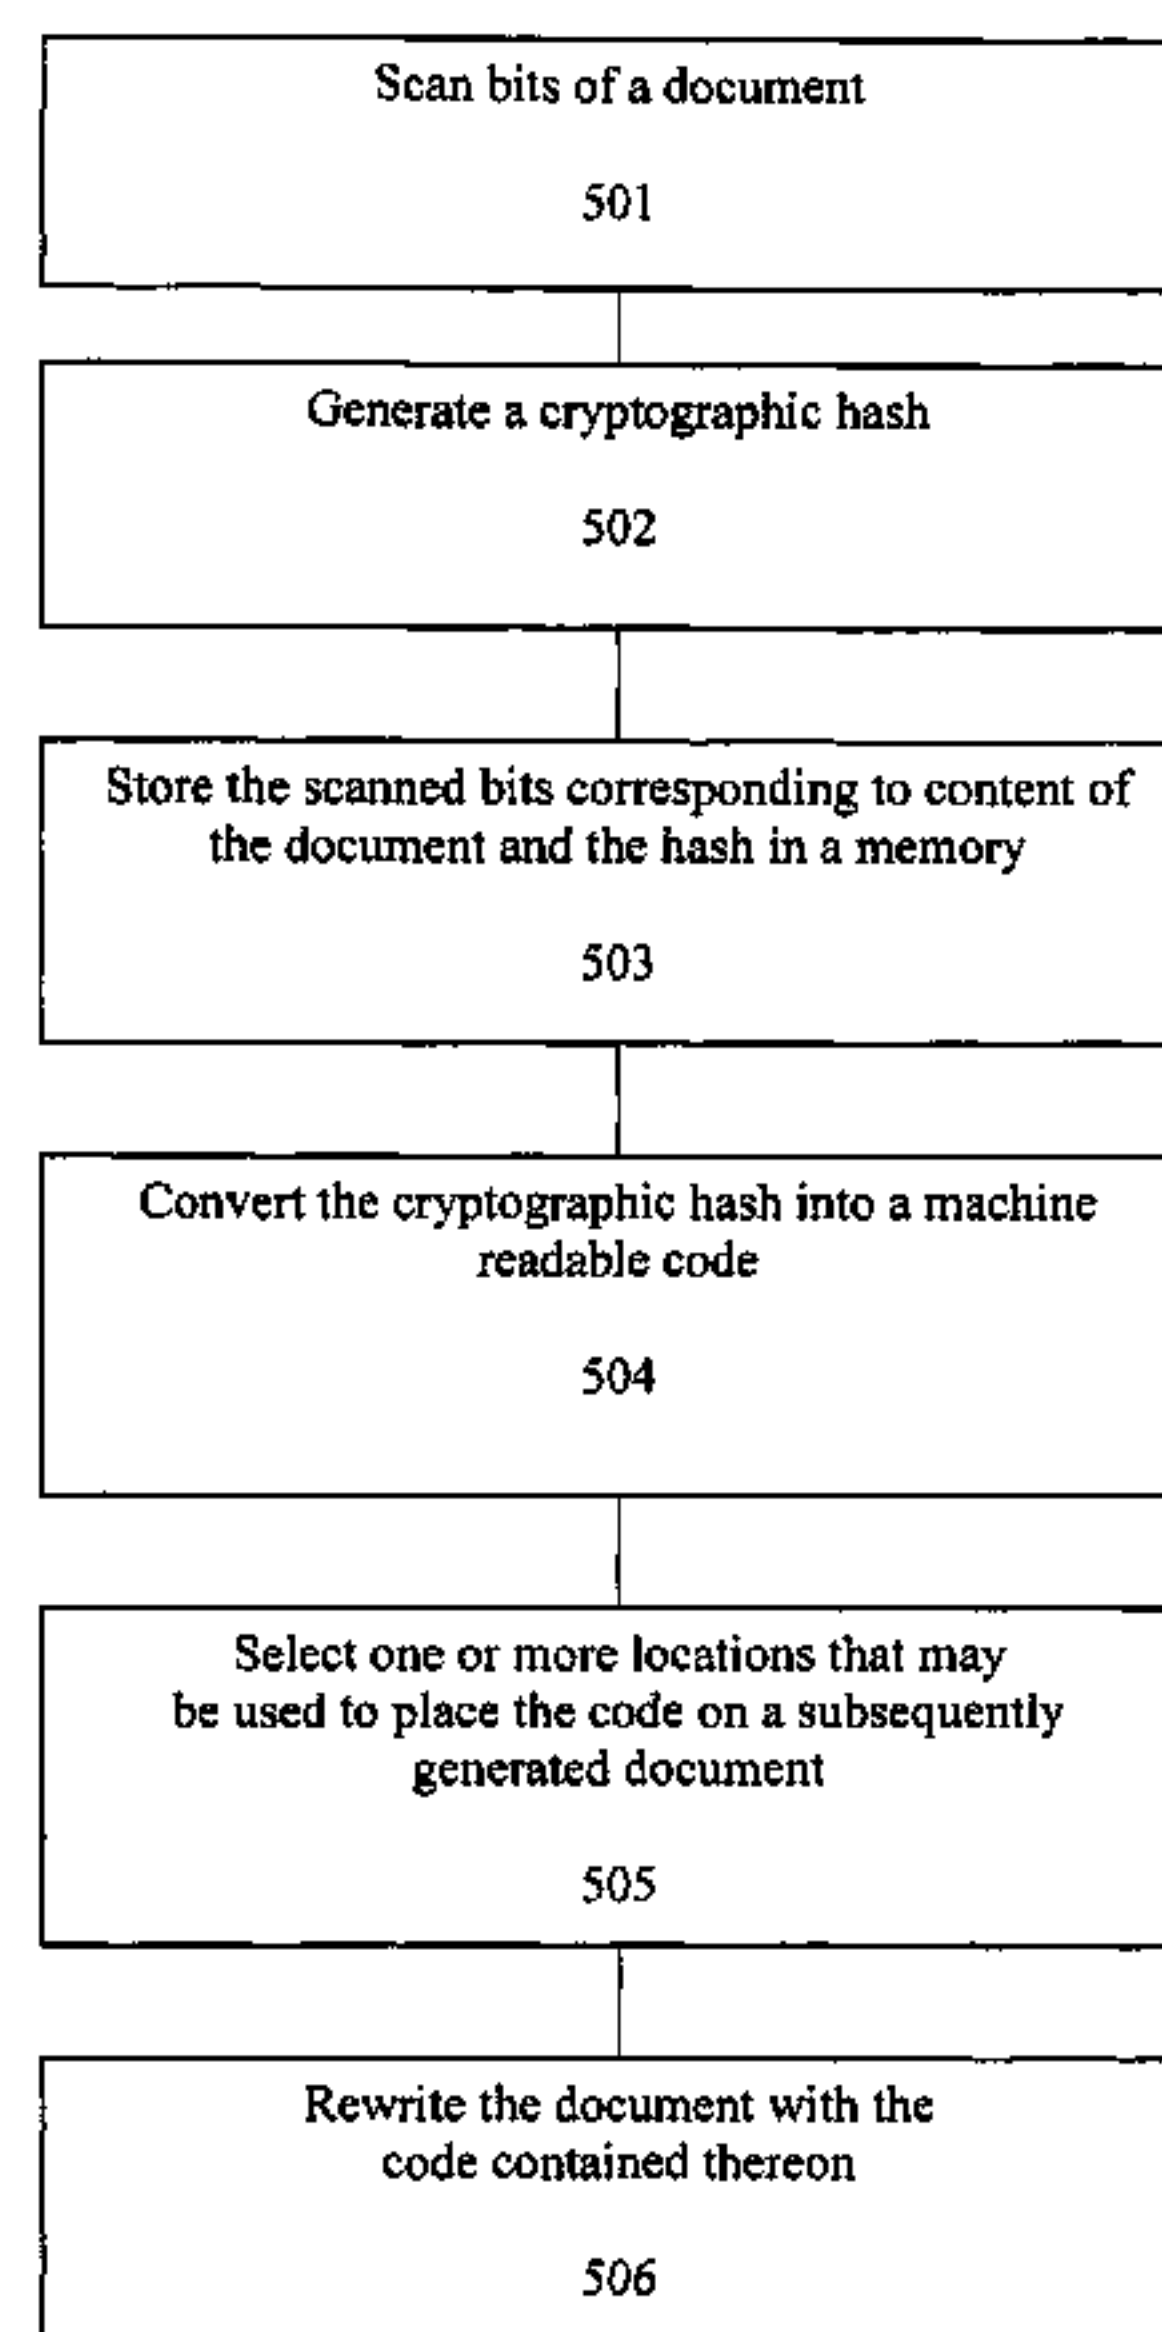 Scan bits of a document
501
Generate a cryptographic hash
502
Store the scanned bits corresponding to content of
the document and the hash in a memory
503
Convert the cryptographic hash into a machine
readable code
504
Select one or more locations that may
be used to place the code on a subsequently
generated document
505
Rewrite the document with the
code contained thereon
506